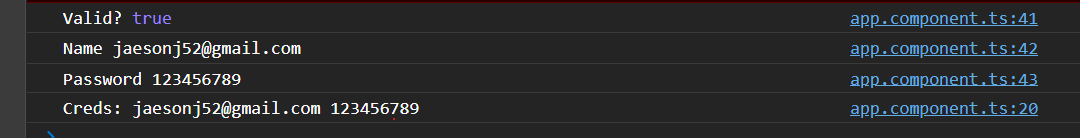 Valid? true app.component.ts:41
Name jaesonj52@gmail.com app.component.ts:42
Password 123456789 app.component.ts:43
Creds: jaesonj52@gmail.com 123456789 app.component.ts:20